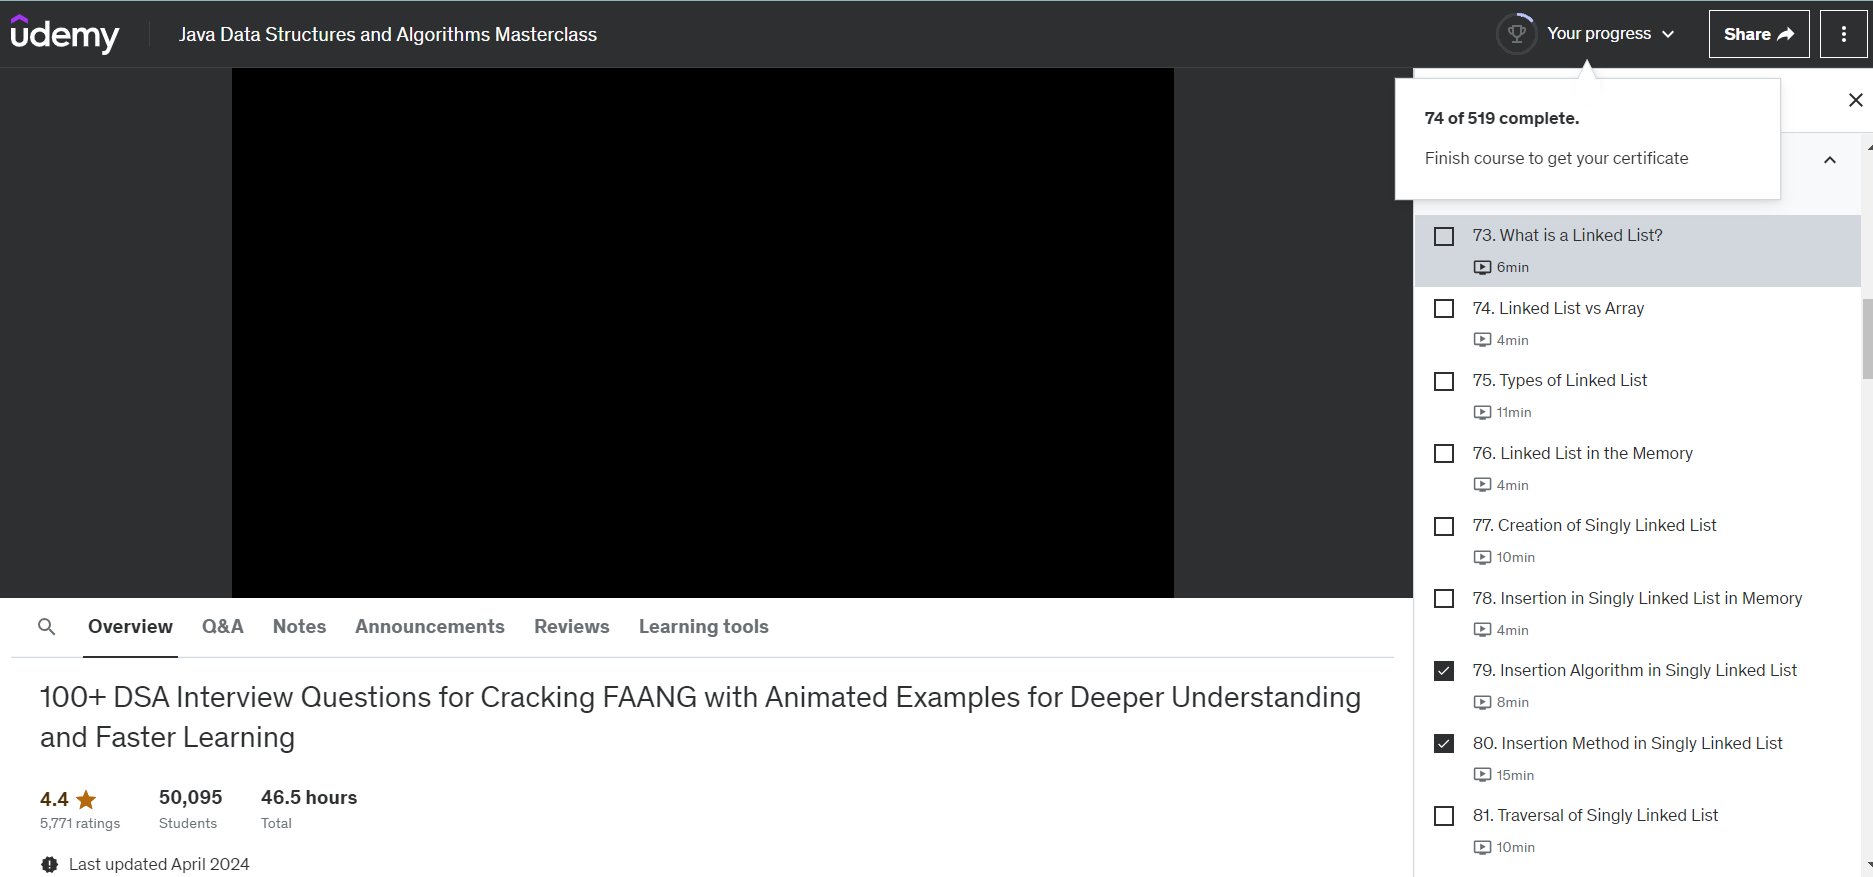 udemy
Java Data Structures and Algorithms Masterclass
Your progress
Share
74 of 519 complete.
Finish course to get your certificate
73. What is a Linked List?
6min
74. Linked List vs Array
4min
75. Types of Linked List
11min
76. Linked List in the Memory
4min
77. Creation of Singly Linked List
10min
78. Insertion in Singly Linked List in Memory
4min
79. Insertion Algorithm in Singly Linked List
8min
80. Insertion Method in Singly Linked List
15min
81. Traversal of Singly Linked List
10min
Overview Q&A Notes Announcements Reviews Learning tools
100+ DSA Interview Questions for Cracking FAANG with Animated Examples for Deeper Understanding
and Faster Learning
4.4 50,095 46.5 hours
5,771 ratings Students Total
Last updated April 2024